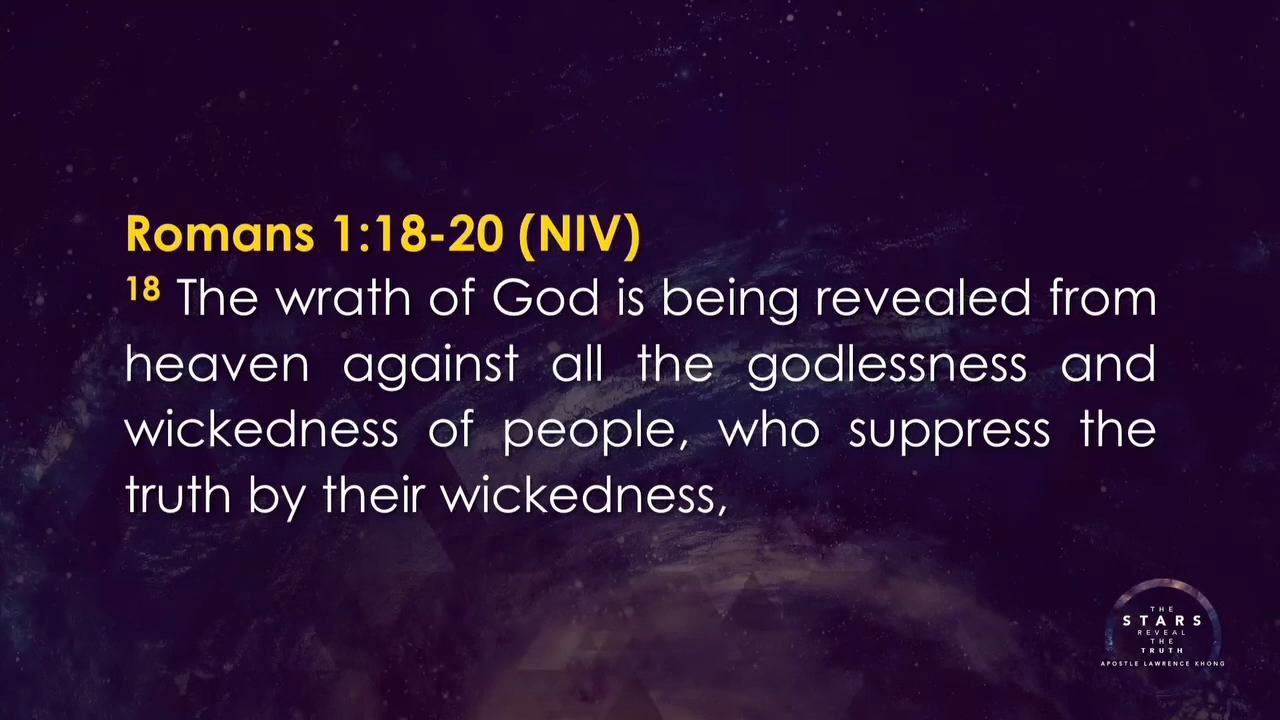 Romans 1:18-20 (NIV)
18 The wrath of God is being revealed from
heaven against all the godlessness and
wickedness of people, who suppress the
truth by their wickedness,
THE
STARS
REVEAL
THE
TRUTH
APOSTLE LAWRENCE KHONG